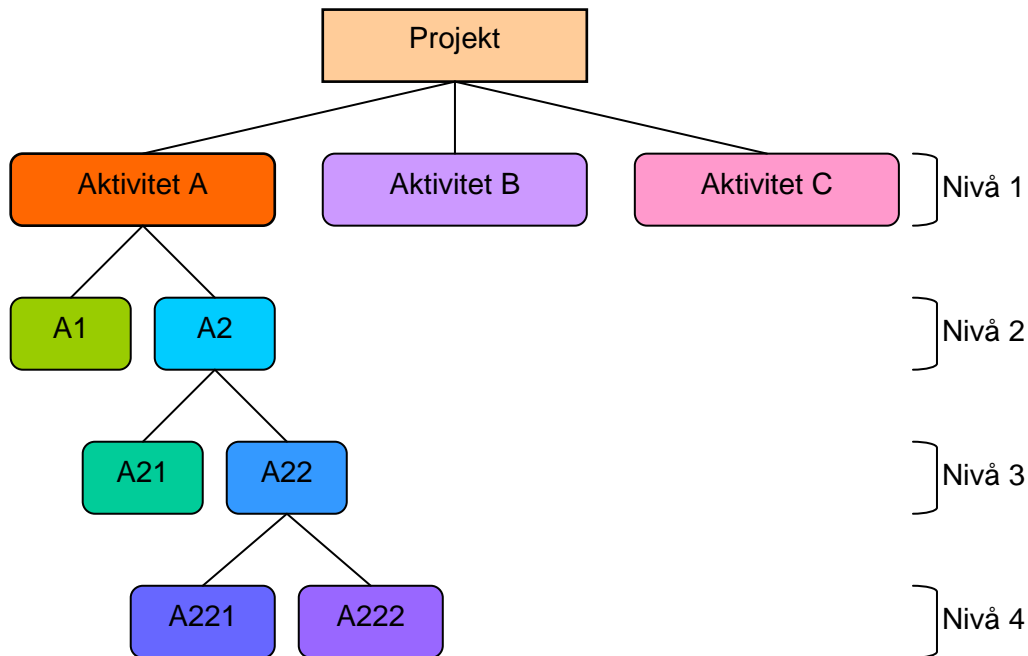 Projekt
Aktivitet A
Aktivitet B
Aktivitet C
Nivå 1
A1
A2
Nivå 2
A21
A22
Nivå 3
A221
A222
Nivå 4